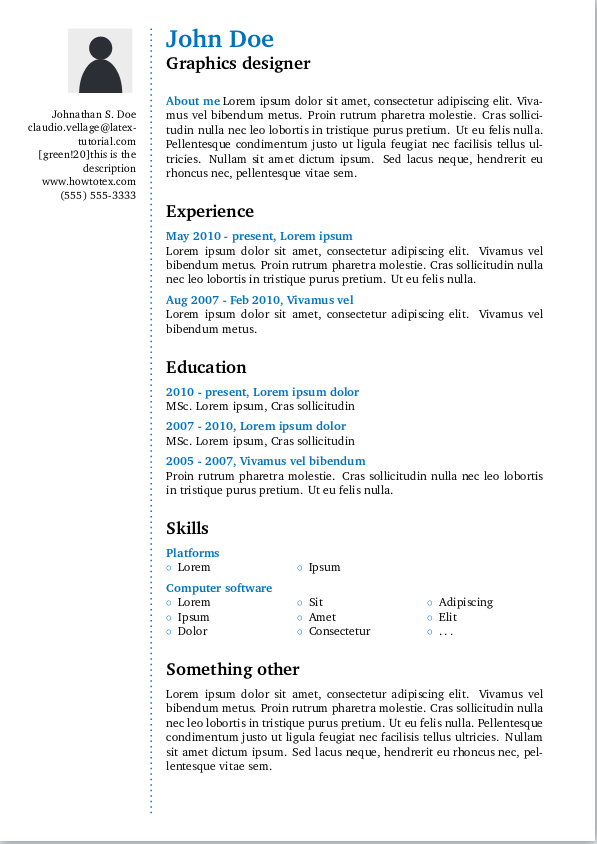 John Doe
Graphics designer
Johnathan S. Doe
claudio.vellage@latex-
tutorial.com
[green!20]this is the
description
www.howtotex.com
(555) 555-3333
About me Lorem ipsum dolor sit amet, consectetur adipiscing elit. Viva-
mus vel bibendum metus. Proin rutrum pharetra molestie. Cras sollici-
tudin nulla nec leo lobortis in tristique purus pretium. Ut eu felis nulla.
Pellentesque condimentum justo ut ligula feugiat nec facilisis tellus ul-
tricies. Nullam sit amet dictum ipsum. Sed lacus neque, hendrerit eu
rhoncus nec, pellentesque vitae sem.
Experience
May 2010 - present, Lorem ipsum
Lorem ipsum dolor sit amet, consectetur adipiscing elit. Vivamus vel
bibendum metus. Proin rutrum pharetra molestie. Cras sollicitudin nulla
nec leo lobortis in tristique purus pretium. Ut eu felis nulla.
Aug 2007 - Feb 2010, Vivamus vel
Lorem ipsum dolor sit amet, consectetur adipiscing elit. Vivamus vel
bibendum metus.
Education
2010 - present, Lorem ipsum dolor
MSc. Lorem ipsum, Cras sollicitudin
2007 - 2010, Lorem ipsum dolor
MSc. Lorem ipsum, Cras sollicitudin
2005 - 2007, Vivamus vel bibendum
Proin rutrum pharetra molestie. Cras sollicitudin nulla nec leo lobortis
in tristique purus pretium. Ut eu felis nulla.
Skills
Platforms
○ Lorem ○ Ipsum
Computer software
○ Lorem ○ Sit ○ Adipiscing
○ Ipsum ○ Amet ○ Elit
○ Dolor ○ Consectetur ○ ...
Something other
Lorem ipsum dolor sit amet, consectetur adipiscing elit. Vivamus vel
bibendum metus. Proin rutrum pharetra molestie. Cras sollicitudin nulla
nec leo lobortis in tristique purus pretium. Ut eu felis nulla. Pellentesque
condimentum justo ut ligula feugiat nec facilisis tellus ultricies. Nullam
sit amet dictum ipsum. Sed lacus neque, hendrerit eu rhoncus nec, pel-
lentesque vitae sem.